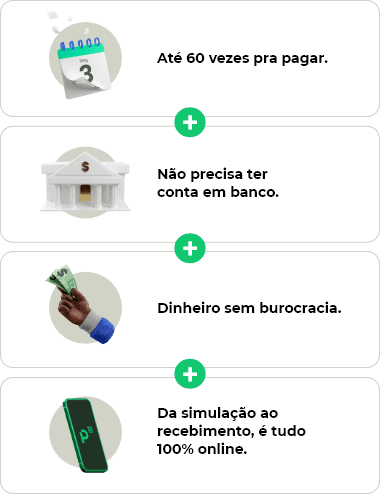 3
Até 60 vezes pra pagar.
+
$
Não precisa ter
conta em banco.
+
$
Dinheiro sem burocracia.
+
Da simulação ao
recebimento, é tudo
100% online.